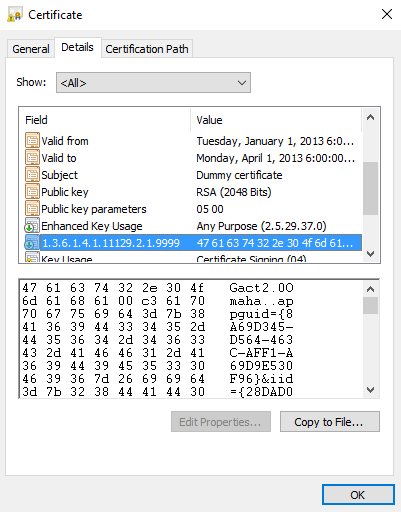 Certificate
General Details Certification Path
Show: <All>
Field Value
Valid from Tuesday, January 1, 2013 6:0...
Valid to Monday, April 1, 2013 6:00:00...
Subject Dummy certificate
Public key RSA (2048 Bits)
Public key parameters 05 00
Enhanced Key Usage Any Purpose (2.5.29.37.0)
1.3.6.1.4.1.11129.2.1.9999 47 61 63 74 32 2e 30 4f 6d 61...
Key Usage Certificate Signing (04)
47 61 63 74 32 2e 30 4f Gact2.0O
6d 61 68 61 00 c3 61 70 maha..ap
70 67 75 69 64 3d 7b 38 pguid={8
41 36 39 44 33 34 35 2d A69D345-
44 35 36 34 2d 34 36 33 D564-463
43 2d 41 46 46 31 2d 41 C-AFF1-A
36 39 44 39 45 35 33 30 69D9E530
46 39 36 7d 26 69 69 64 F96}&iid
3d 7b 32 38 44 41 44 30 ={28DAD0
Edit Properties... Copy to File...
OK